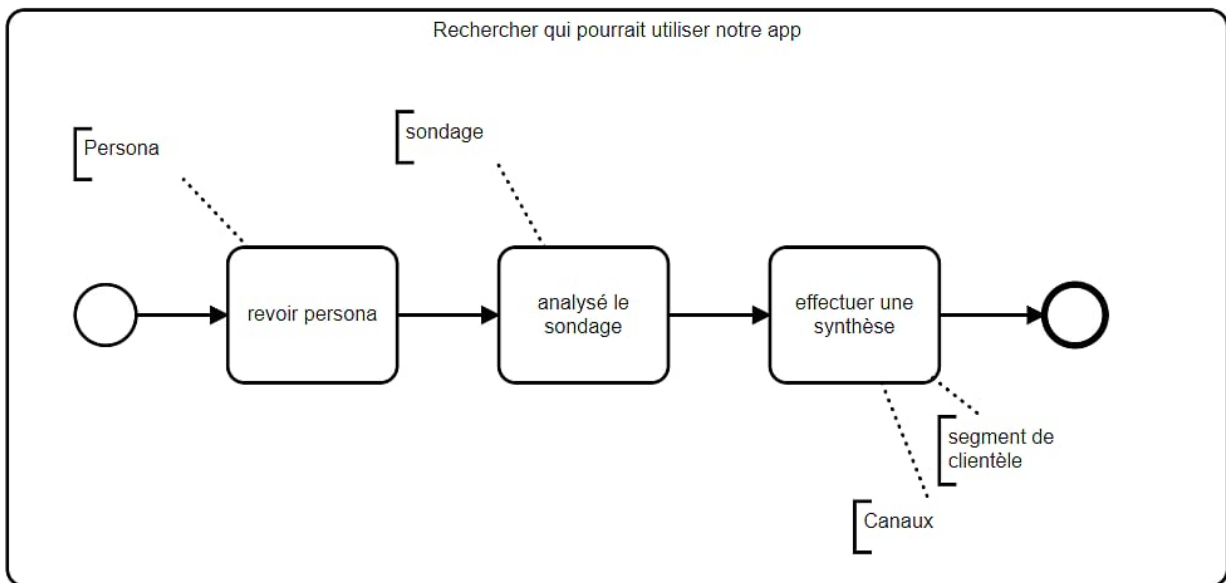 Rechercher qui pourrait utiliser notre app
Persona
sondage
revoir persona
analysé le
sondage
effectuer une
synthèse
segment de
clientèle
Canaux